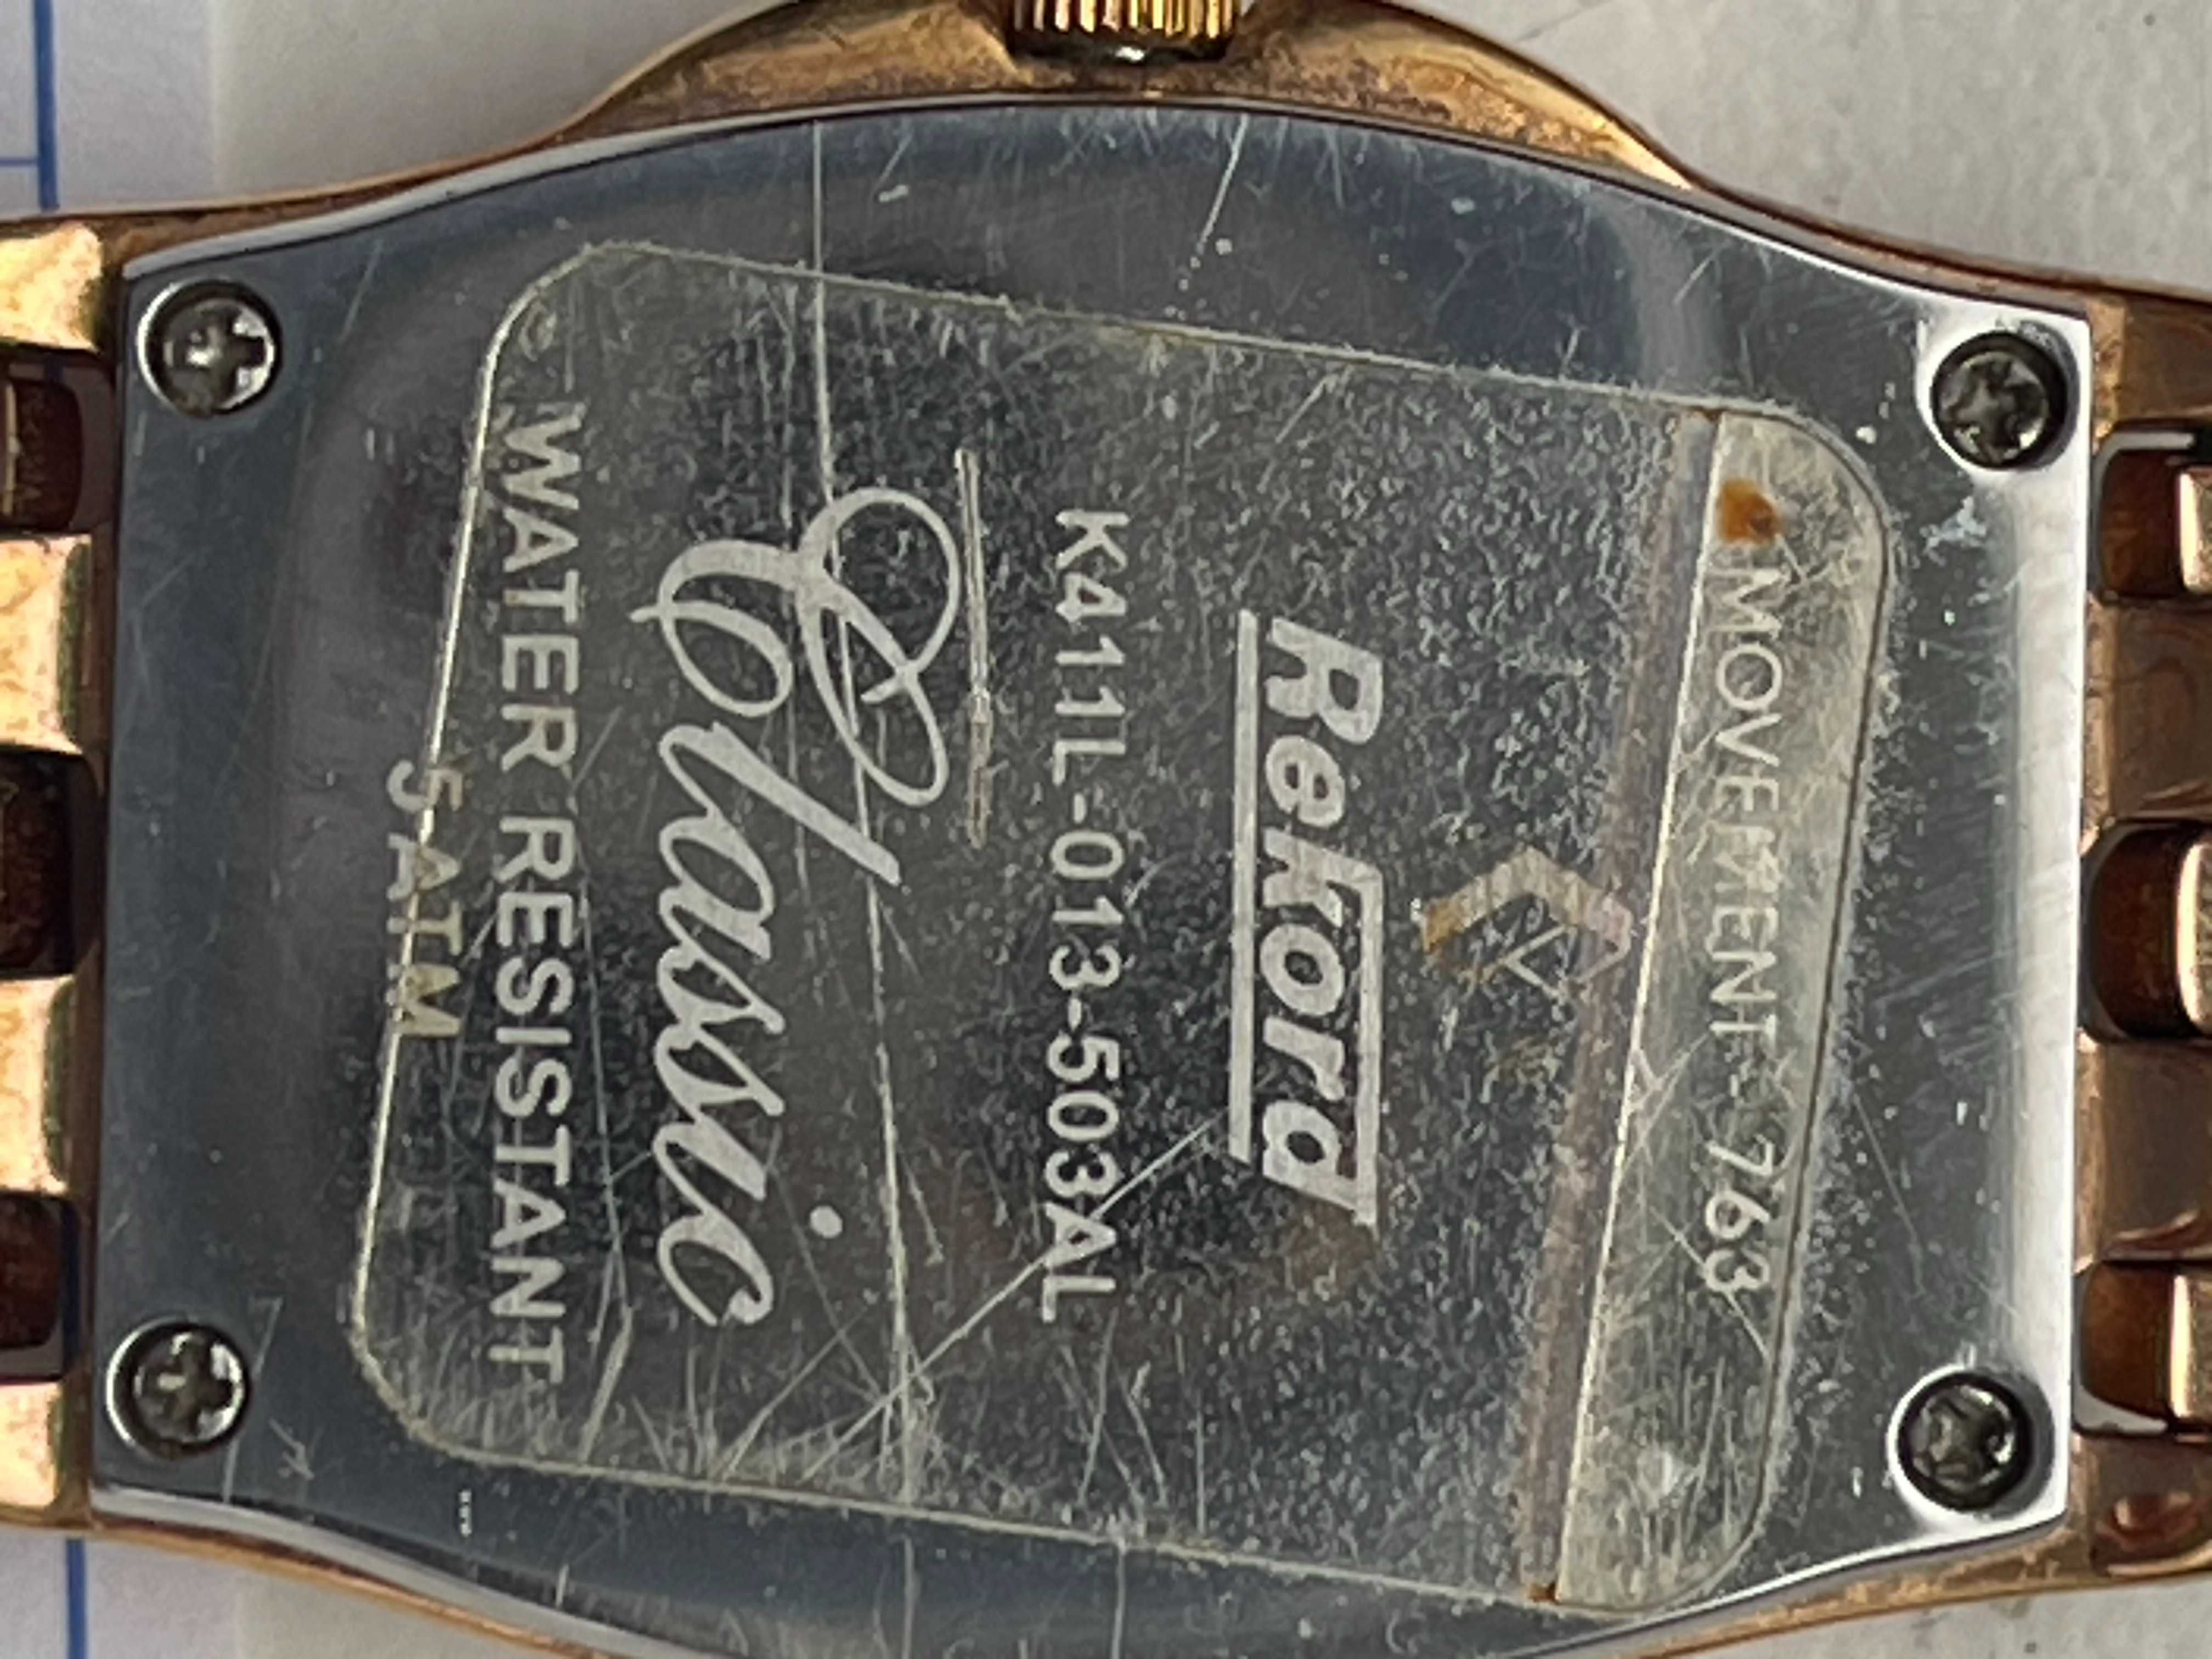 MOVEMENT-763
Rekord
K411L-013-503AL
Classic
WATER RESISTANT
5 ATM